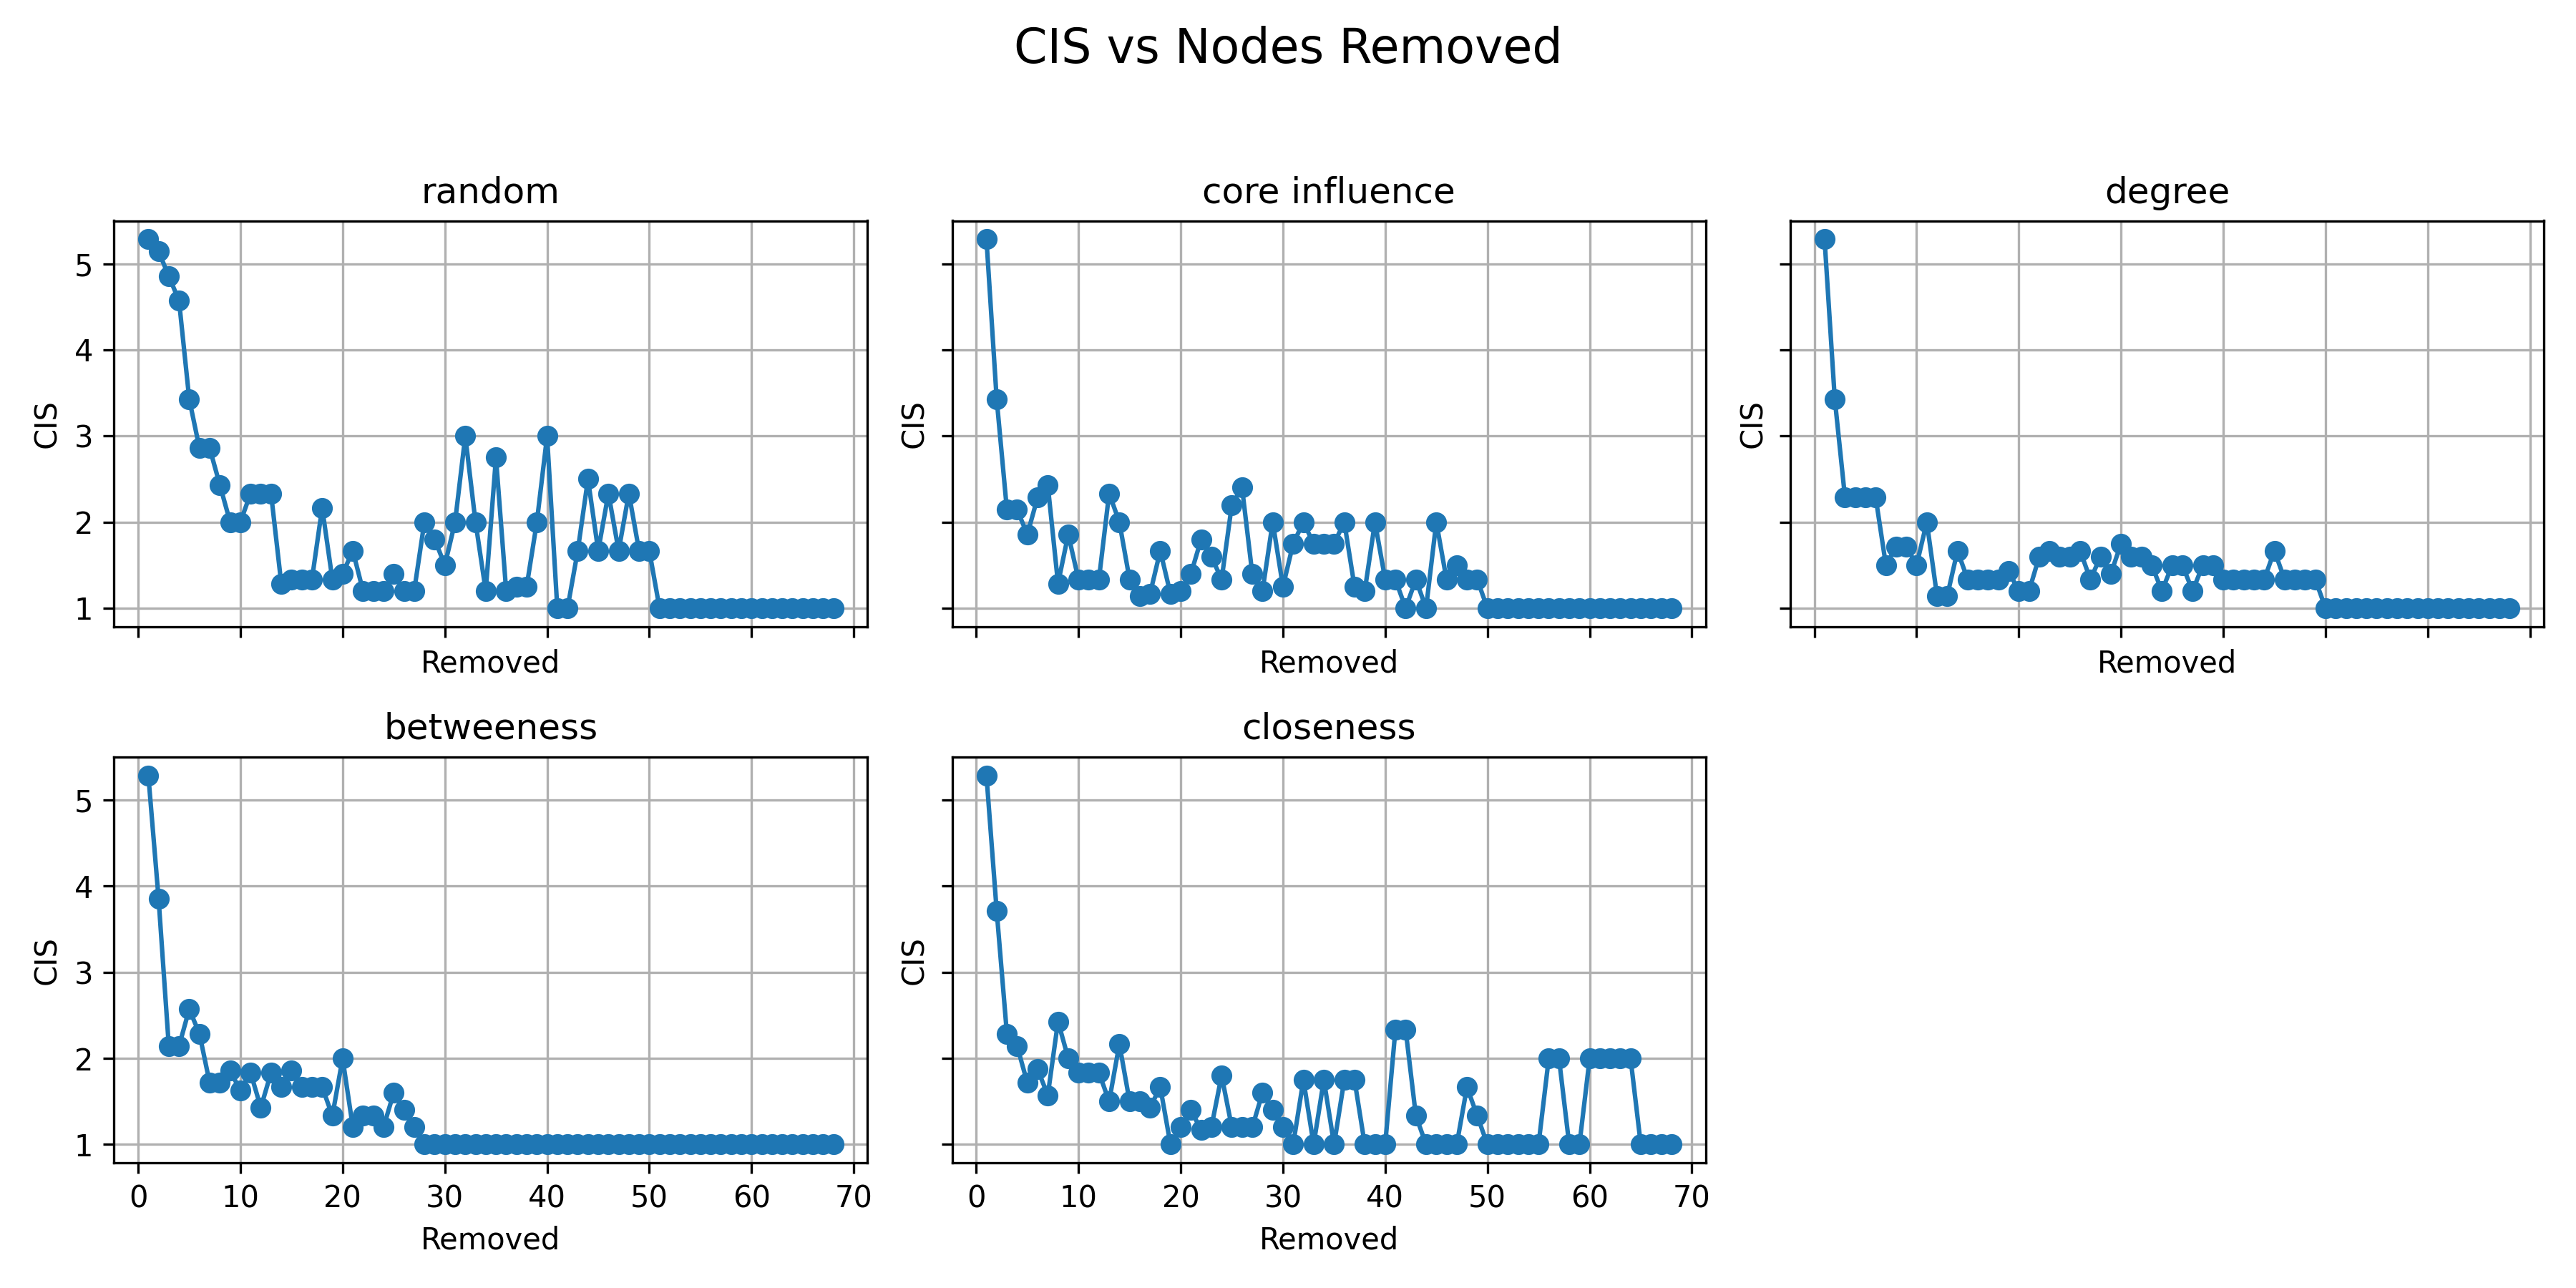 CIS vs Nodes Removed
random
core influence
degree
5
4
3
2
1
CIS
CIS
CIS
Removed
Removed
Removed
betweeness
closeness
5
4
3
2
1
CIS
CIS
0 10 20 30 40 50 60 70
0 10 20 30 40 50 60 70
Removed
Removed